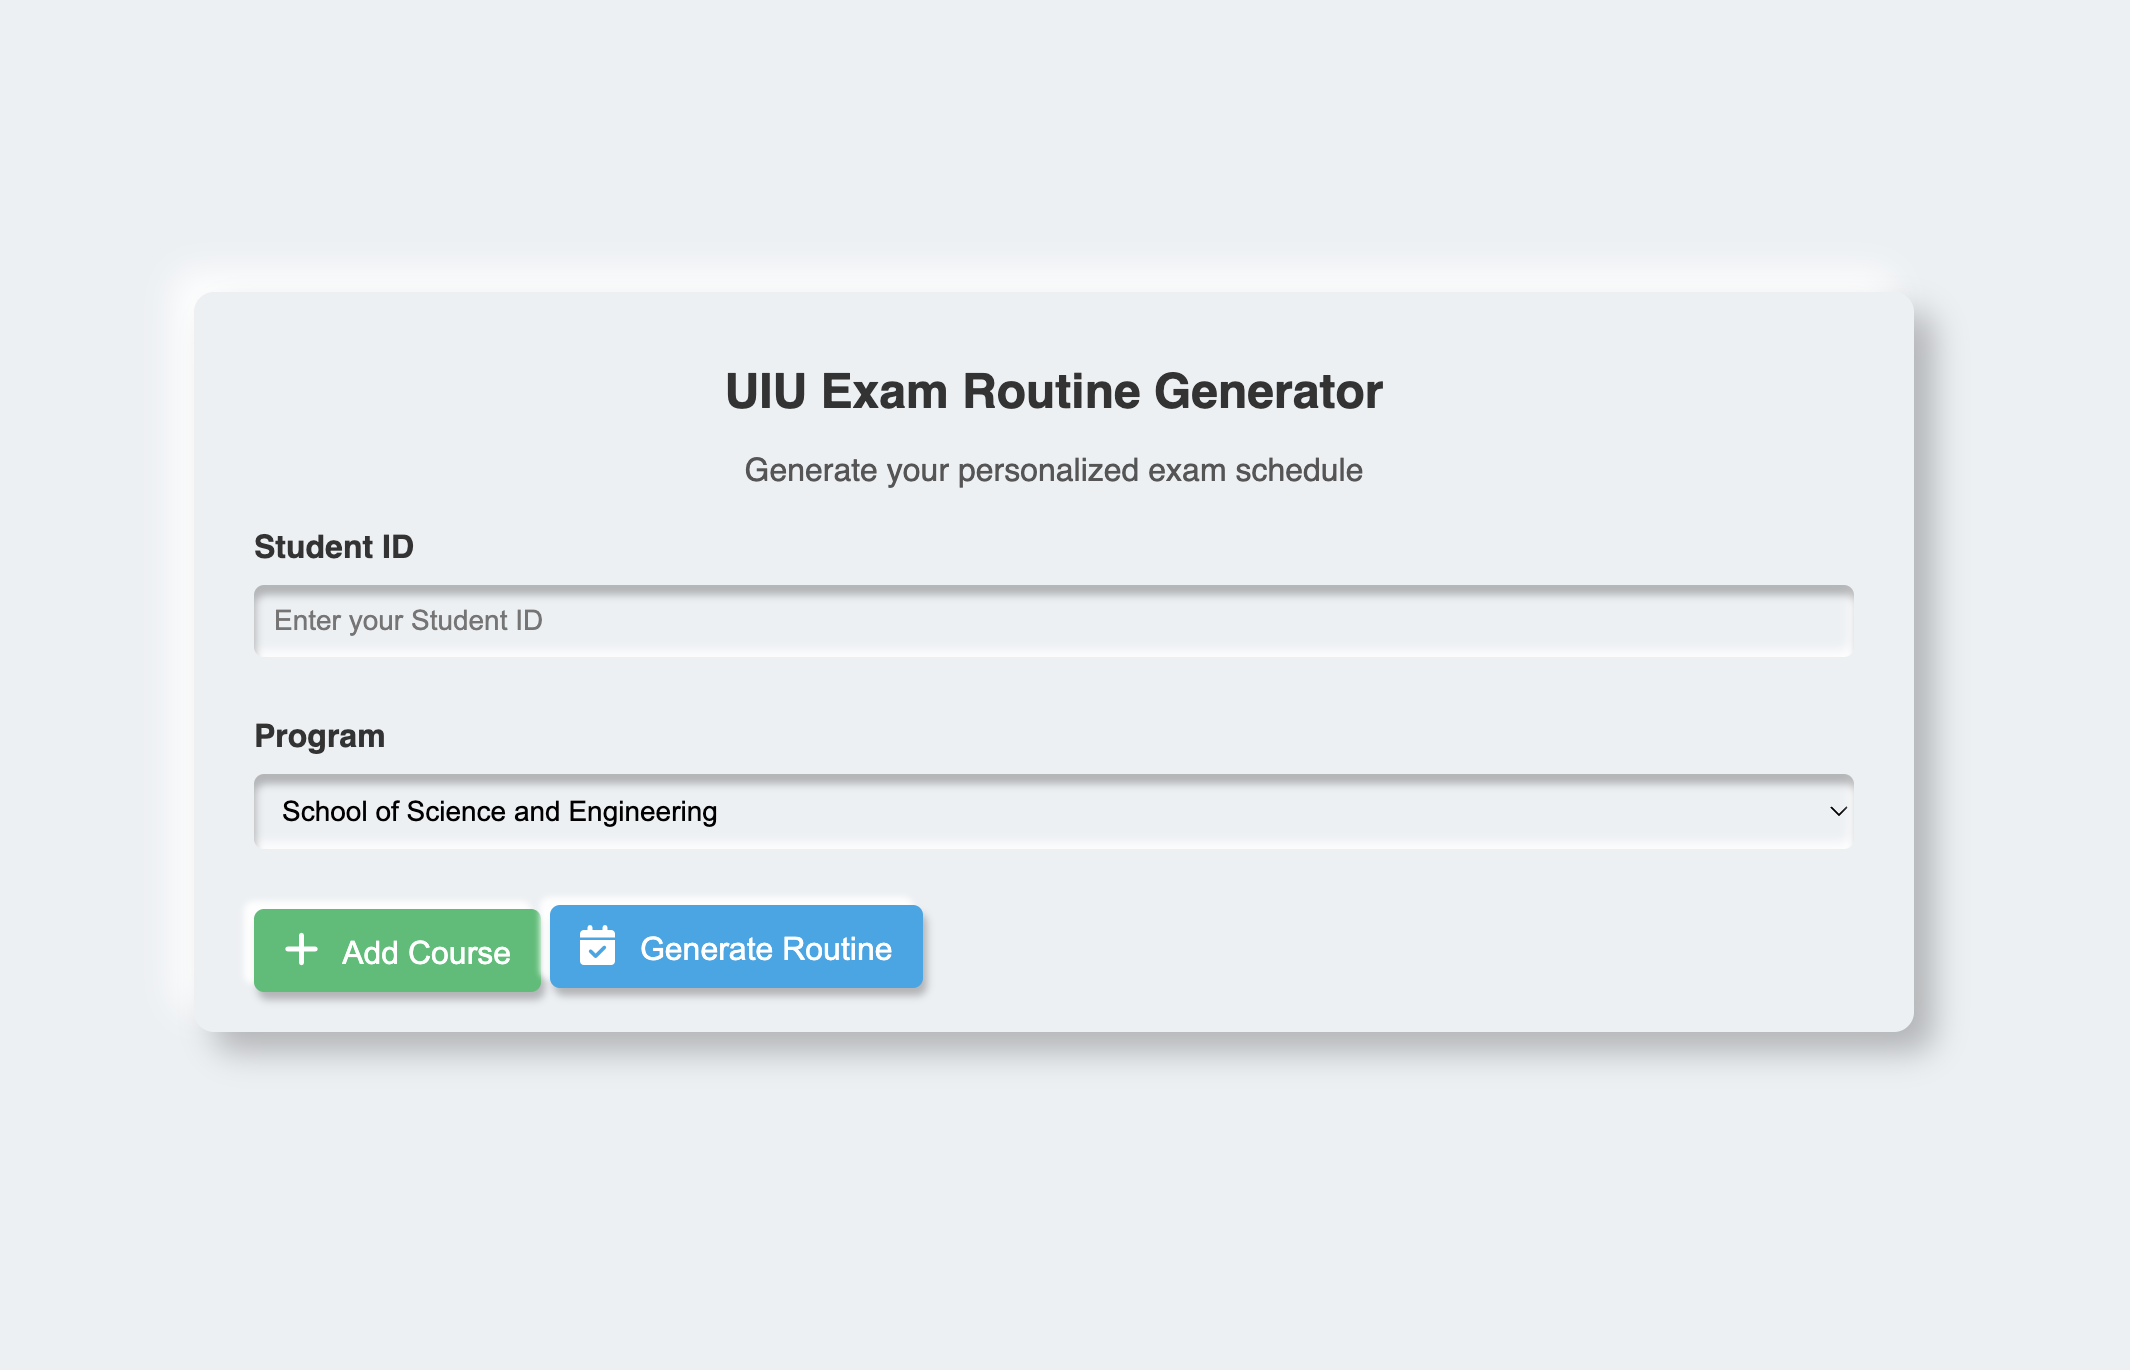 UIU Exam Routine Generator
Generate your personalized exam schedule
Student ID
Enter your Student ID
Program
School of Science and Engineering
Add Course
Generate Routine